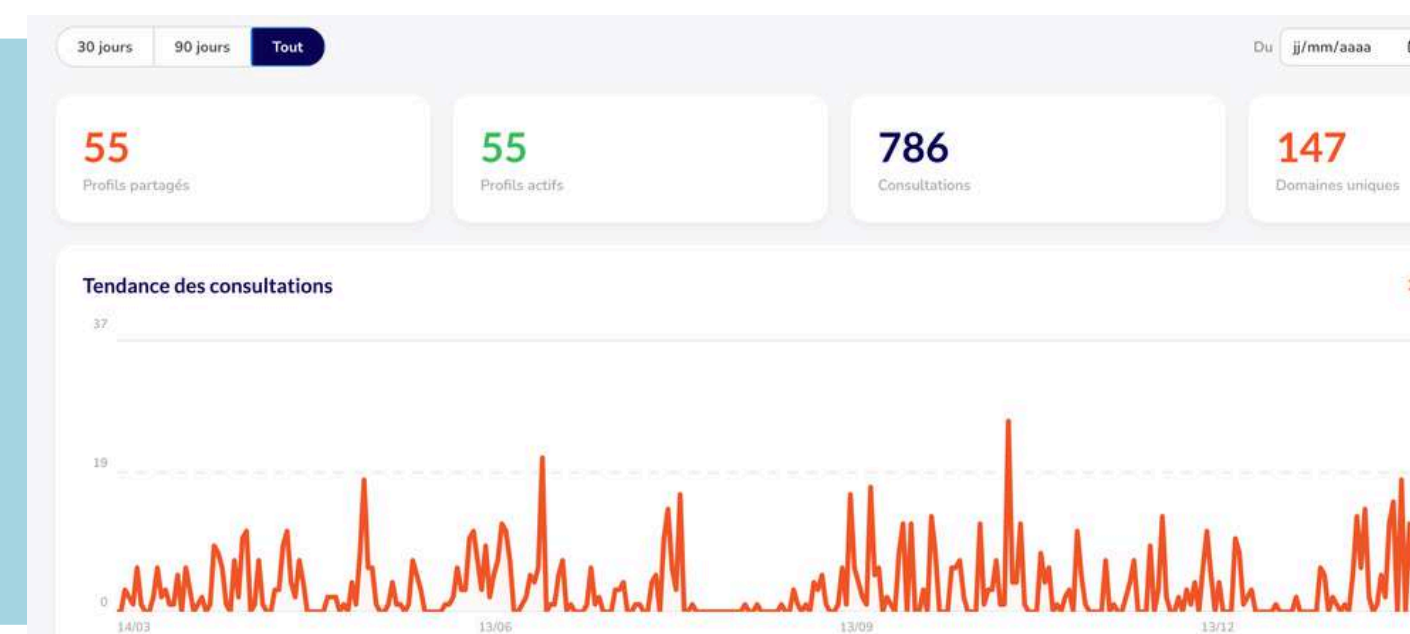 30 jours 90 jours Tout Du jj/mm/aaaa
55 55 786 147
Profils partagés Profils actifs Consultations Domaines uniques
Tendance des consultations
37
19
0
14/03 13/06 13/09 13/12